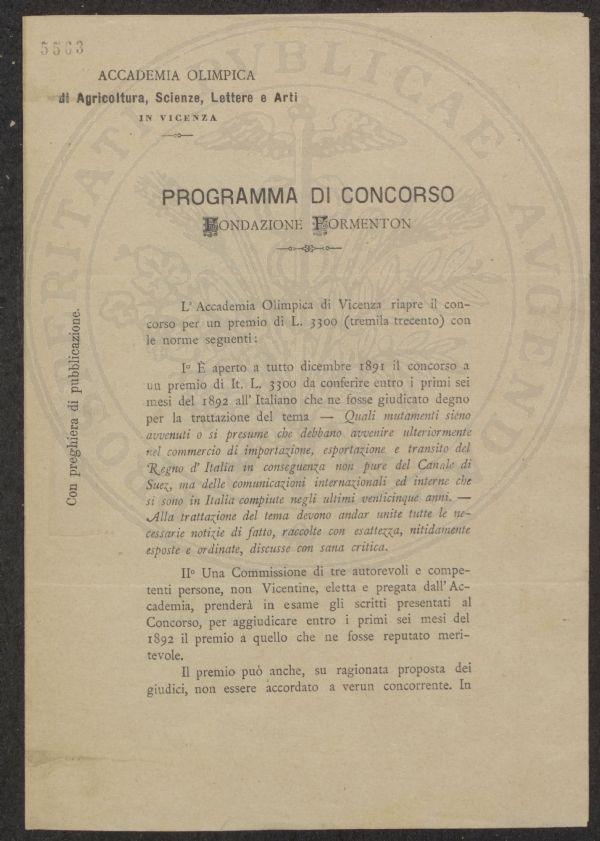 5503
ACCADEMIA OLIMPICA
di Agricoltura, Scienze, Lettere e Arti
IN VICENZA
PROGRAMMA DI CONCORSO
FONDAZIONE FORMENTON
Con preghiera di pubblicazione.
L' Accademia Olimpica di Vicenza riapre il con-
corso per un premio di L. 3300 (tremila trecento) con
le norme seguenti:
Iº È aperto a tutto dicembre 1891 il concorso a
un premio di It. L. 3300 da conferire entro i primi sei
mesi del 1892 all' Italiano che ne fosse giudicato degno
per la trattazione del tema — Quali mutamenti sieno
avvenuti o si presume che debbano avvenire ulteriormente
nel commercio di importazione, esportazione e transito del
Regno d' Italia in conseguenza non pure del Canale di
Suez, ma delle comunicazioni internazionali ed interne che
si sono in Italia compiute negli ultimi venticinque anni. —
Alla trattazione del tema devono andar unite tutte le ne-
cessarie notizie di fatto, raccolte con esattezza, nitidamente
esposte e ordinate, discusse con sana critica.
IIº Una Commissione di tre autorevoli e compe-
tenti persone, non Vicentine, eletta e pregata dall' Ac-
cademia, prenderà in esame gli scritti presentati al
Concorso, per aggiudicare entro i primi sei mesi del
1892 il premio a quello che ne fosse reputato meri-
tevole.
Il premio può anche, su ragionata proposta dei
giudici, non essere accordato a verun concorrente. In